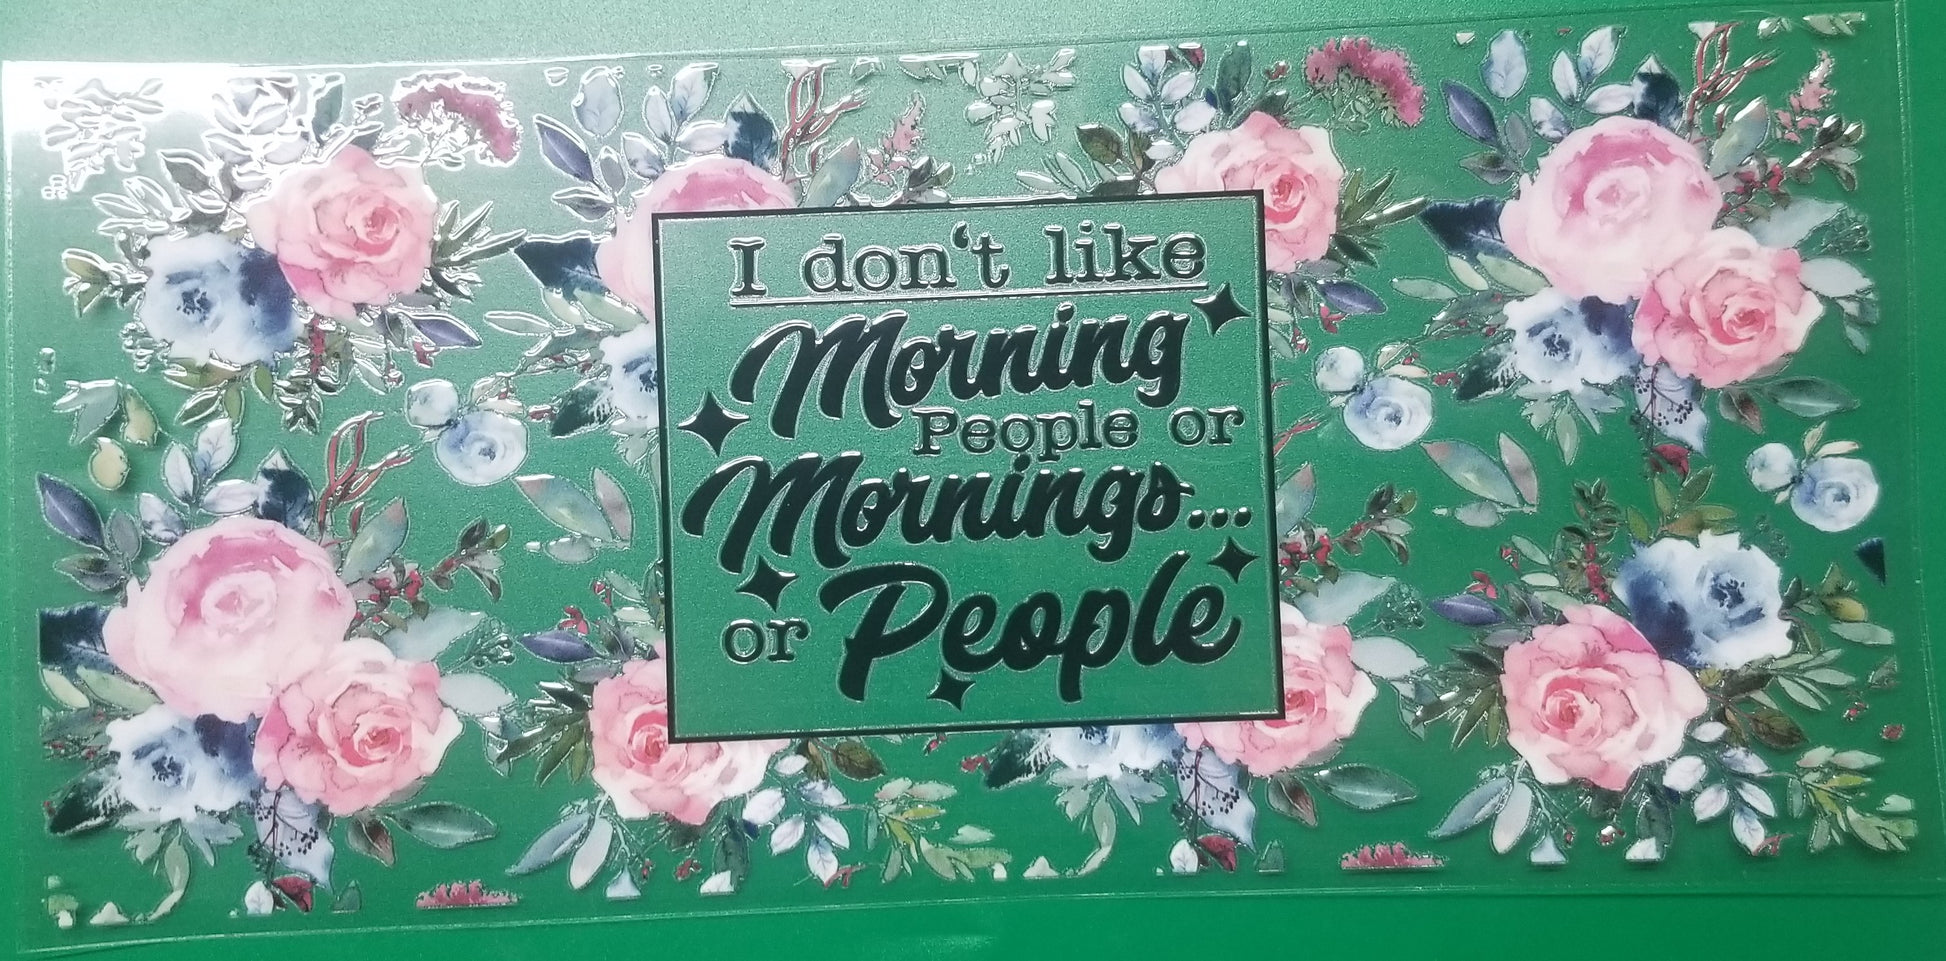 I don‘t like
Morning
People or
Mornings...
or People